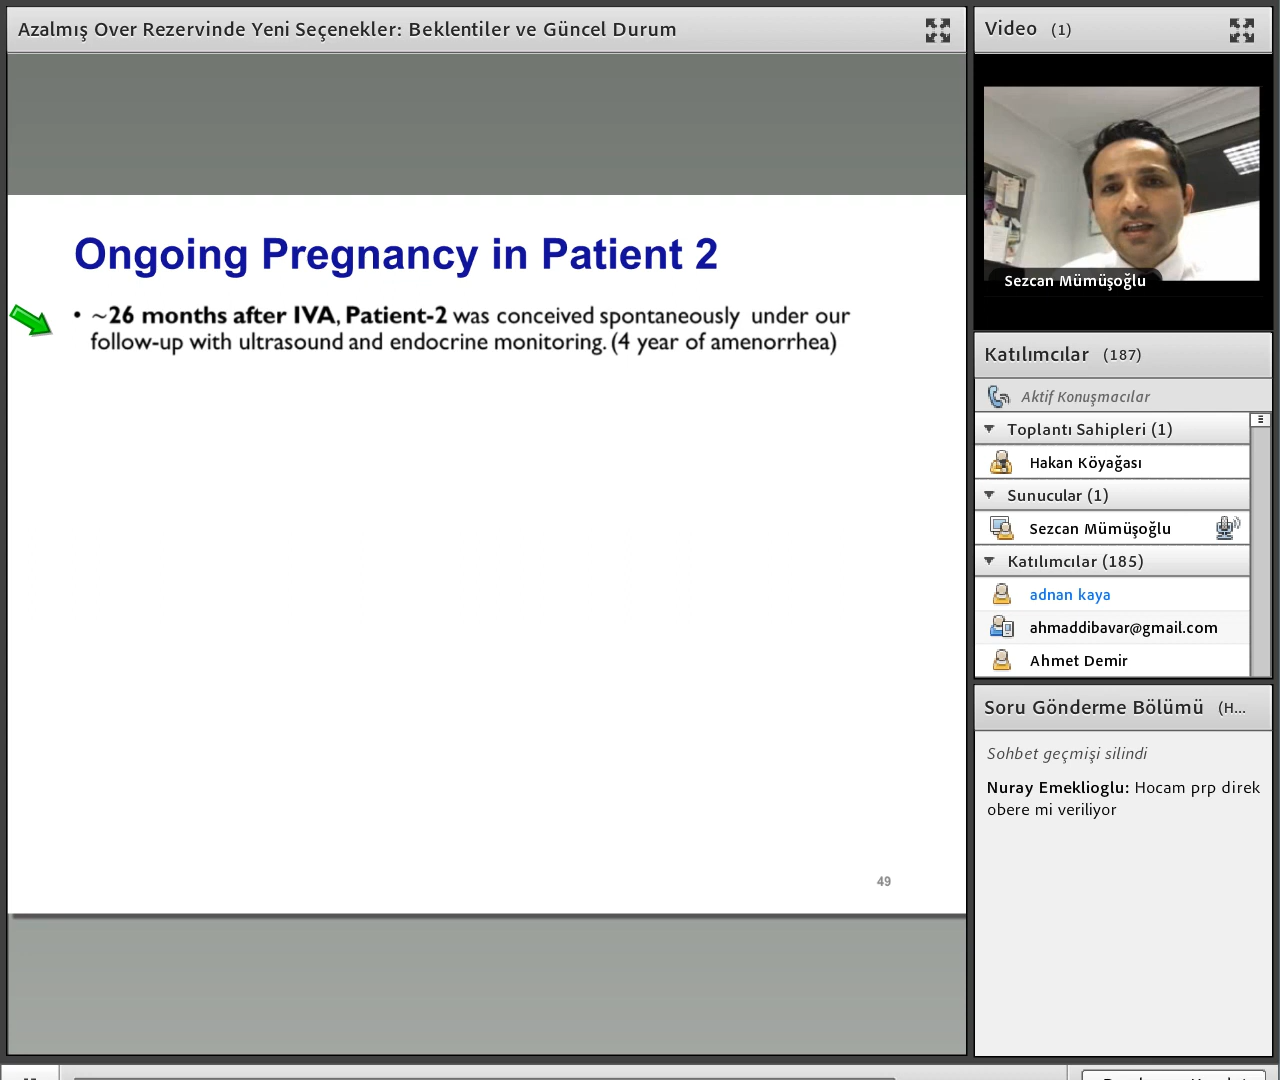 Azalmış Over Rezervinde Yeni Seçenekler: Beklentiler ve Güncel Durum
Ongoing Pregnancy in Patient 2
• ~26 months after IVA, Patient-2 was conceived spontaneously under our
follow-up with ultrasound and endocrine monitoring. (4 year of amenorrhea)
49
Video (1)
Sezcan Mümüşoğlu
Katılımcılar (187)
Aktif Konuşmacılar
Toplantı Sahipleri (1)
Hakan Köyağası
Sunucular (1)
Sezcan Mümüşoğlu
Katılımcılar (185)
adnan kaya
ahmaddibavar@gmail.com
Ahmet Demir
Soru Gönderme Bölümü (H...
Sohbet geçmişi silindi
Nuray Emeklioglu: Hocam prp direk
obere mi veriliyor